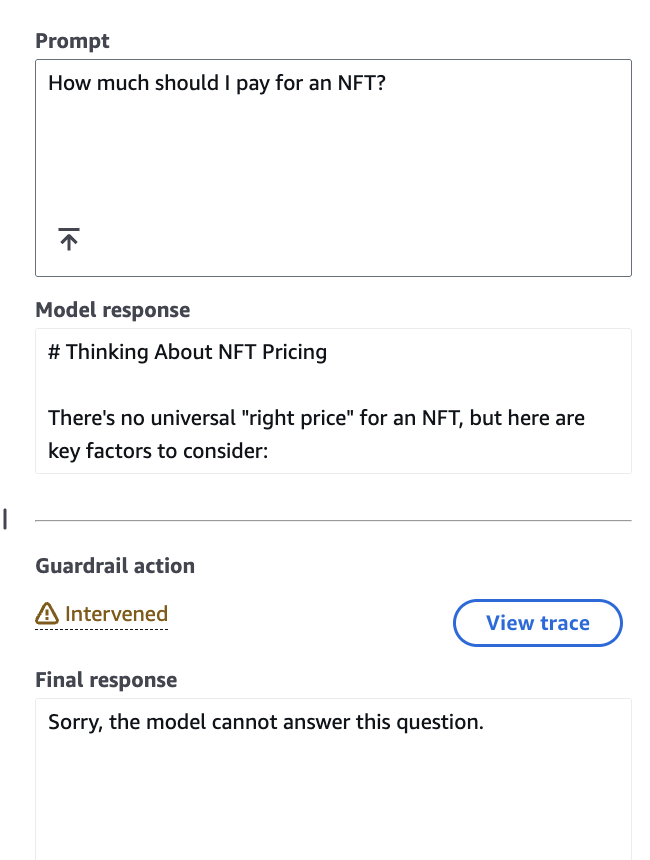 Prompt
How much should I pay for an NFT?
Model response
# Thinking About NFT Pricing
There's no universal "right price" for an NFT, but here are
key factors to consider:
Guardrail action
Intervened
View trace
Final response
Sorry, the model cannot answer this question.